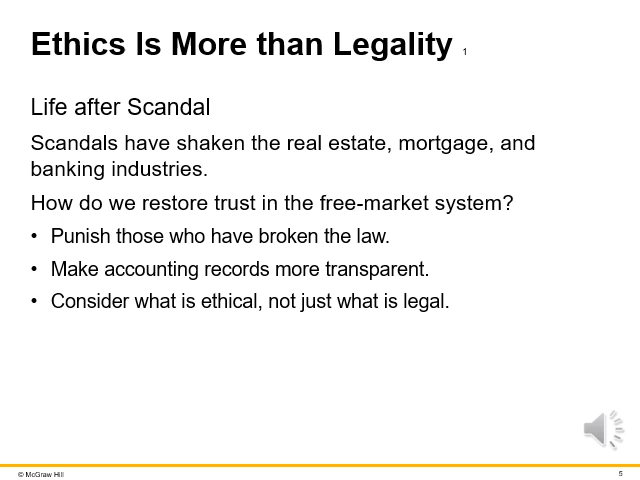 Ethics Is More than Legality 1
Life after Scandal
Scandals have shaken the real estate, mortgage, and
banking industries.
How do we restore trust in the free-market system?
• Punish those who have broken the law.
• Make accounting records more transparent.
• Consider what is ethical, not just what is legal.
© McGraw Hill
5